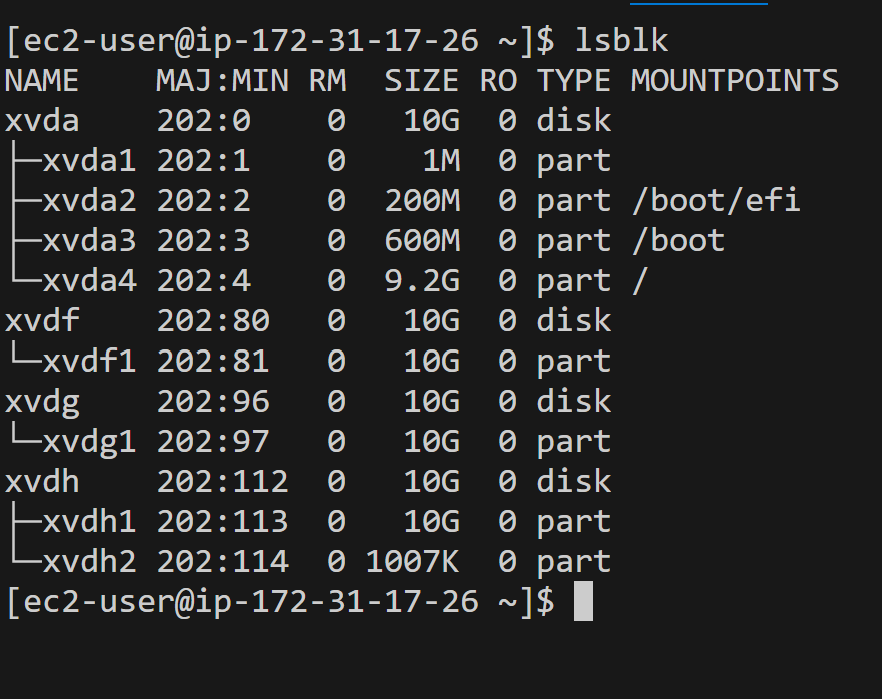 [ec2-user@ip-172-31-17-26 ~]$ lsblk
NAME    MAJ:MIN RM  SIZE RO TYPE MOUNTPOINTS
xvda    202:0    0   10G  0 disk
├─xvda1 202:1    0    1M  0 part
├─xvda2 202:2    0  200M  0 part /boot/efi
├─xvda3 202:3    0  600M  0 part /boot
└─xvda4 202:4    0  9.2G  0 part /
xvdf    202:80   0   10G  0 disk
└─xvdf1 202:81   0   10G  0 part
xvdg    202:96   0   10G  0 disk
└─xvdg1 202:97   0   10G  0 part
xvdh    202:112  0   10G  0 disk
├─xvdh1 202:113  0   10G  0 part
└─xvdh2 202:114  0 1007K  0 part
[ec2-user@ip-172-31-17-26 ~]$